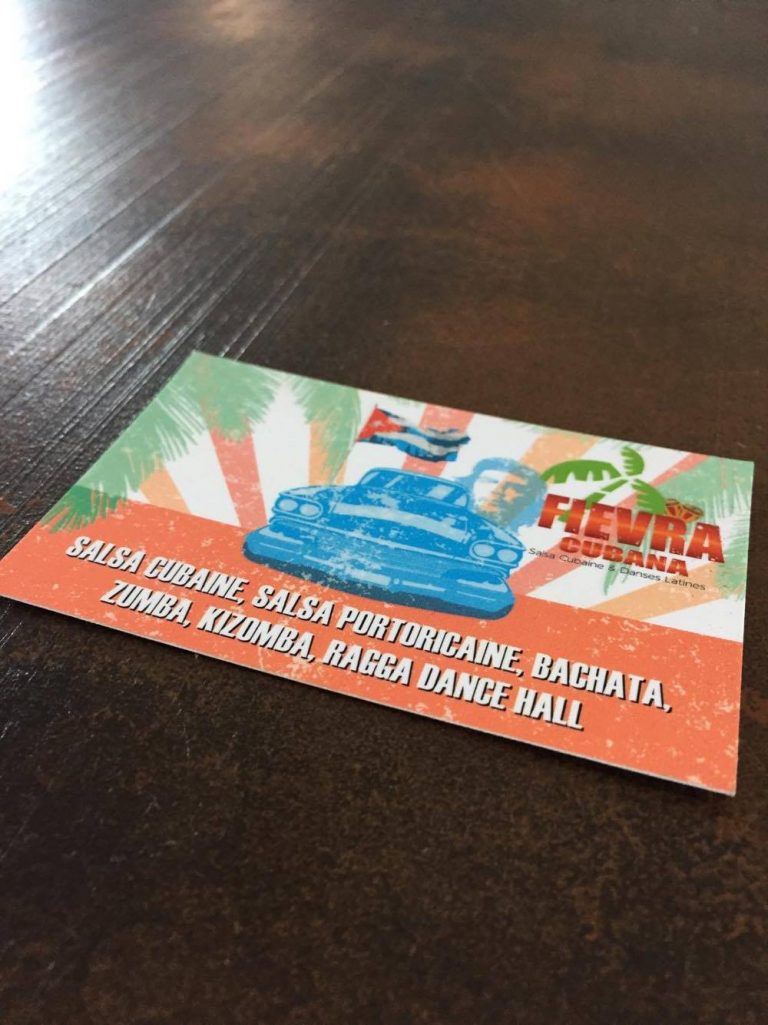 FIEVRA
CUBANA
Salsa Cubaine & Danses Latines
SALSA CUBAINE, SALSA PORTORICAINE, BACHATA,
ZUMBA, KIZOMBA, RAGGA DANCE HALL